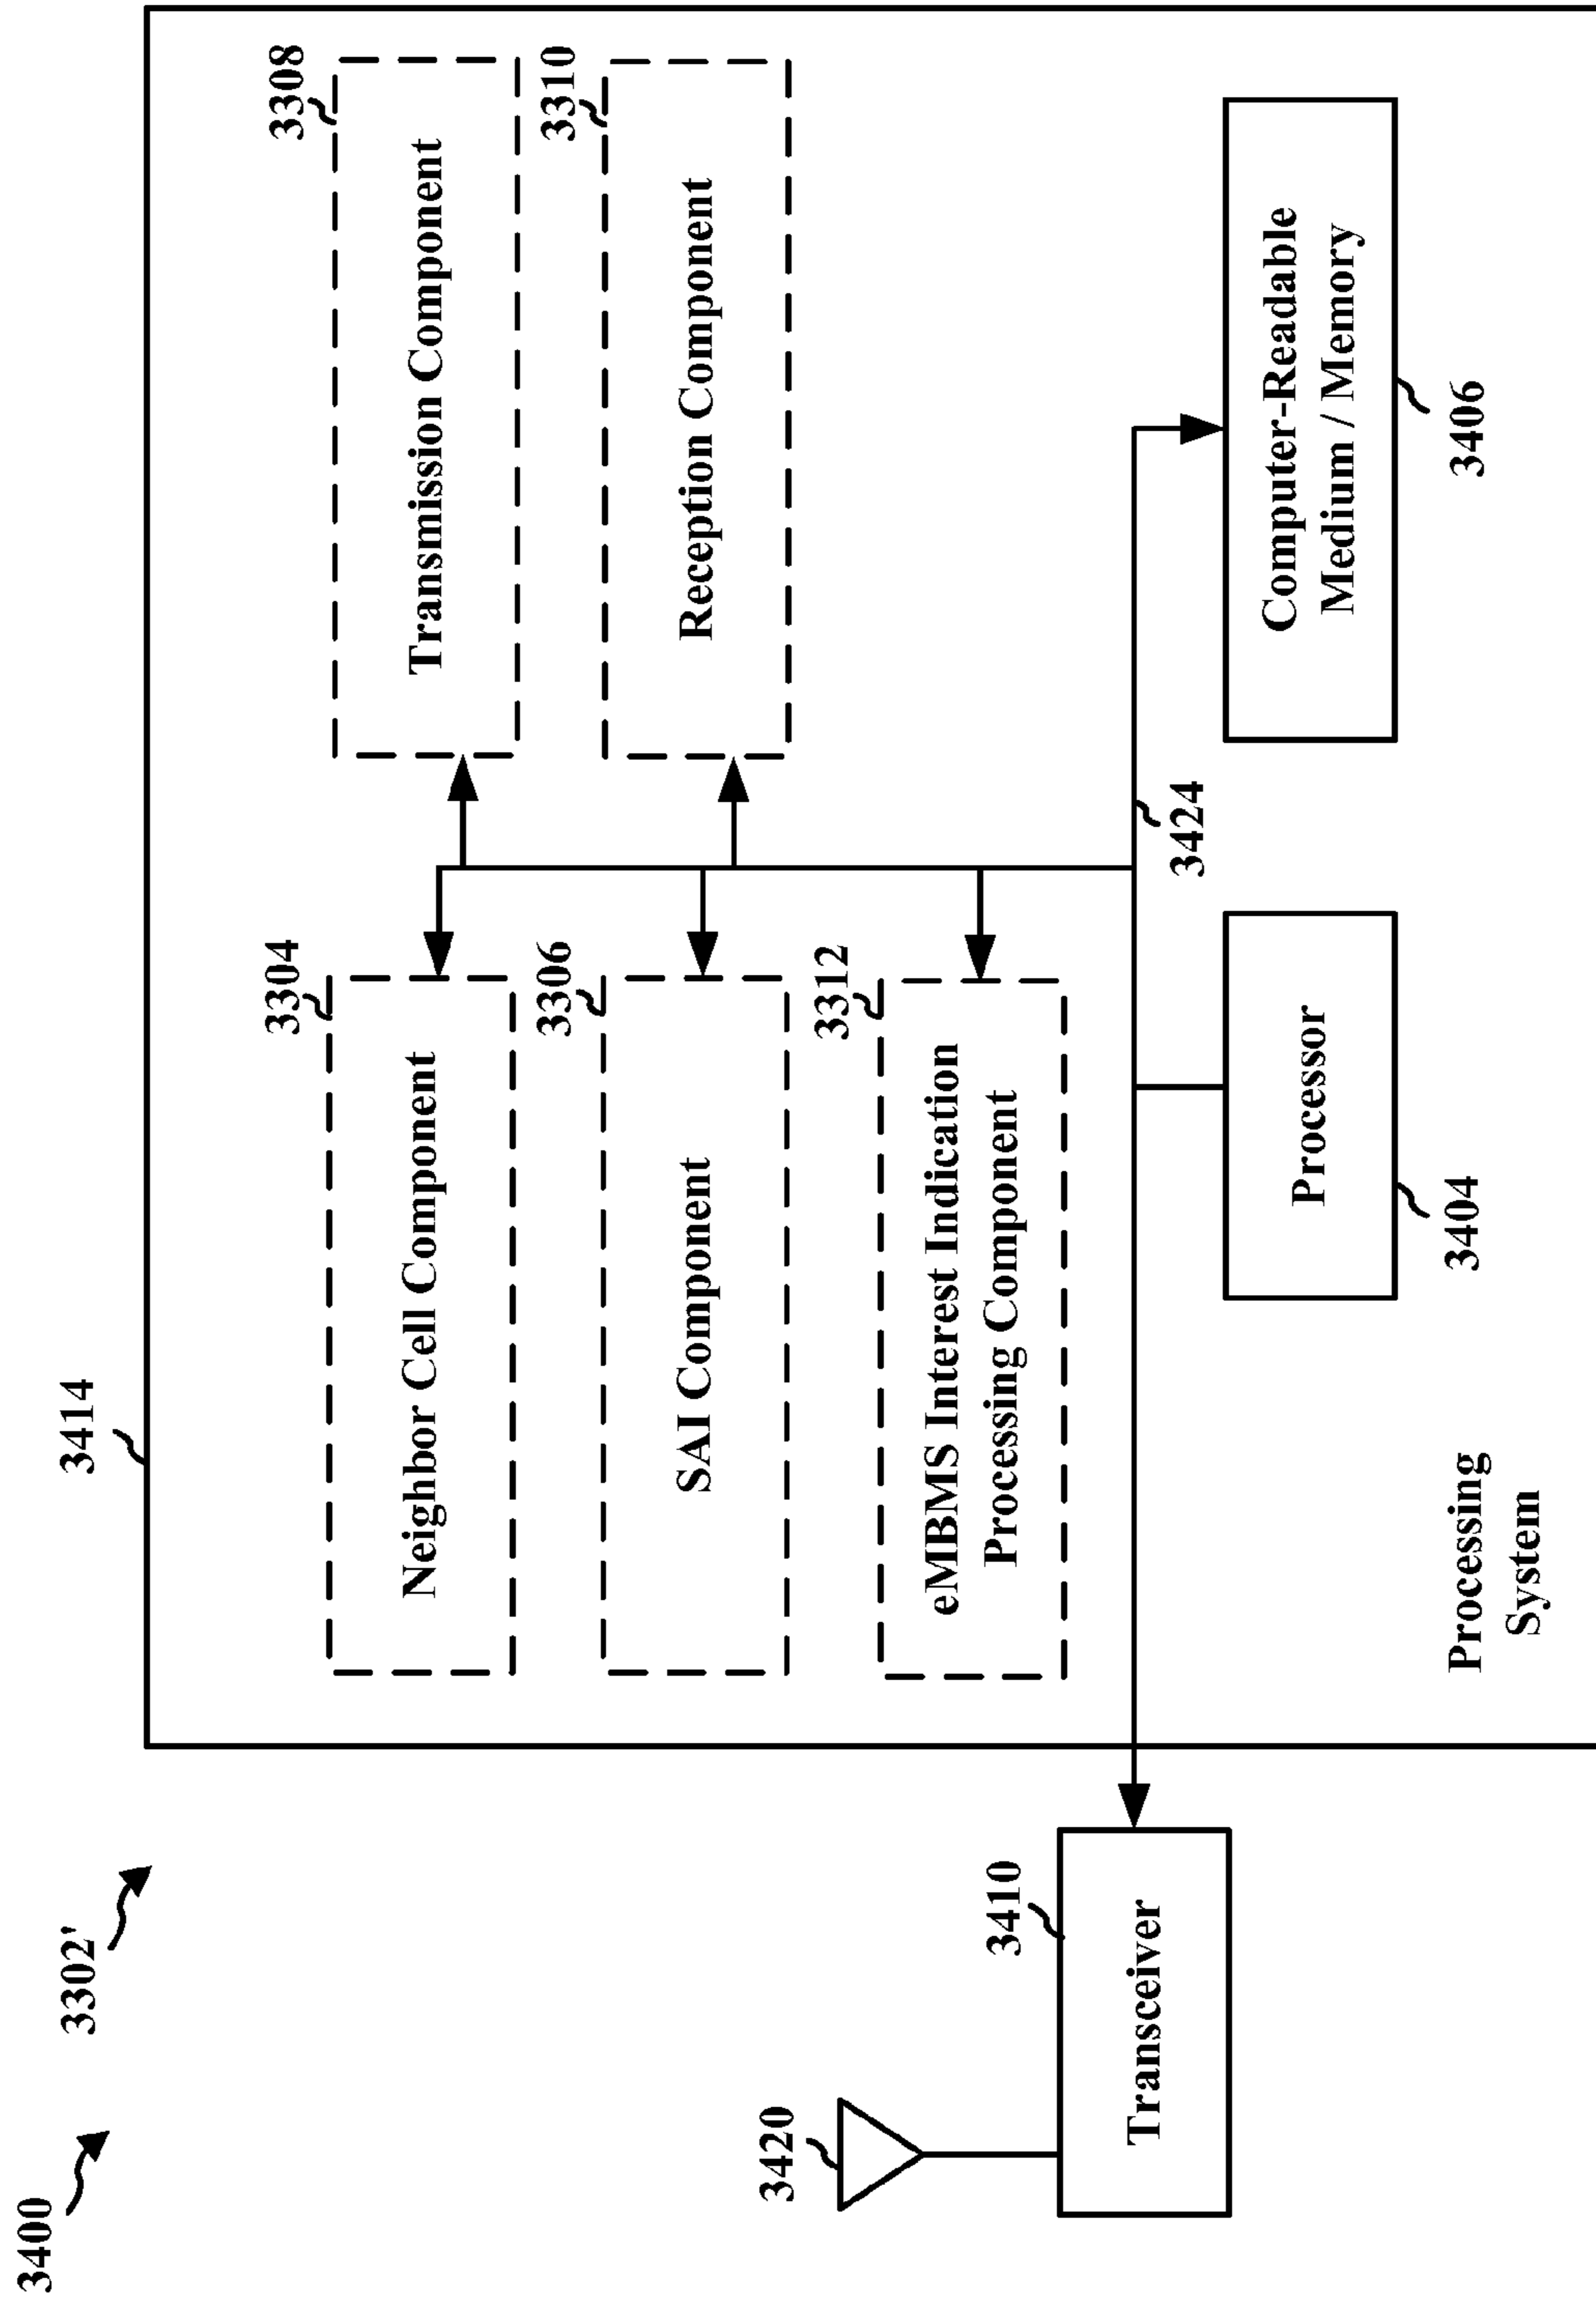 3400
3302'
3414
3304
Neighbor Cell Component
3308
Transmission Component
3306
SAI Component
3310
Reception Component
3312
eMBMS Interest Indication
Processing Component
3420
3410
Transceiver
3424
Processor
3404
Computer-Readable
Medium / Memory
3406
Processing
System